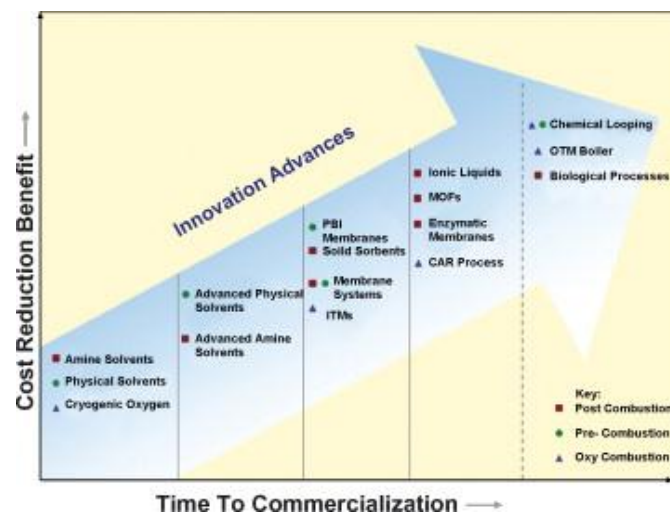 Cost Reduction Benefit
Innovation Advances
Amine Solvents
Physical Solvents
Cryogenic Oxygen
Advanced Physical
Solvents
Advanced Amine
Solvents
PBI
Membranes
Soild Sorbents
Membrane
Systems
ITMs
Ionic Liquids
MOFs
Enzymatic
Membranes
CAR Process
Chemical Looping
OTM Boiler
Biological Processes
Key:
Post Combustion
Pre- Combustion
Oxy Combustion
Time To Commercialization